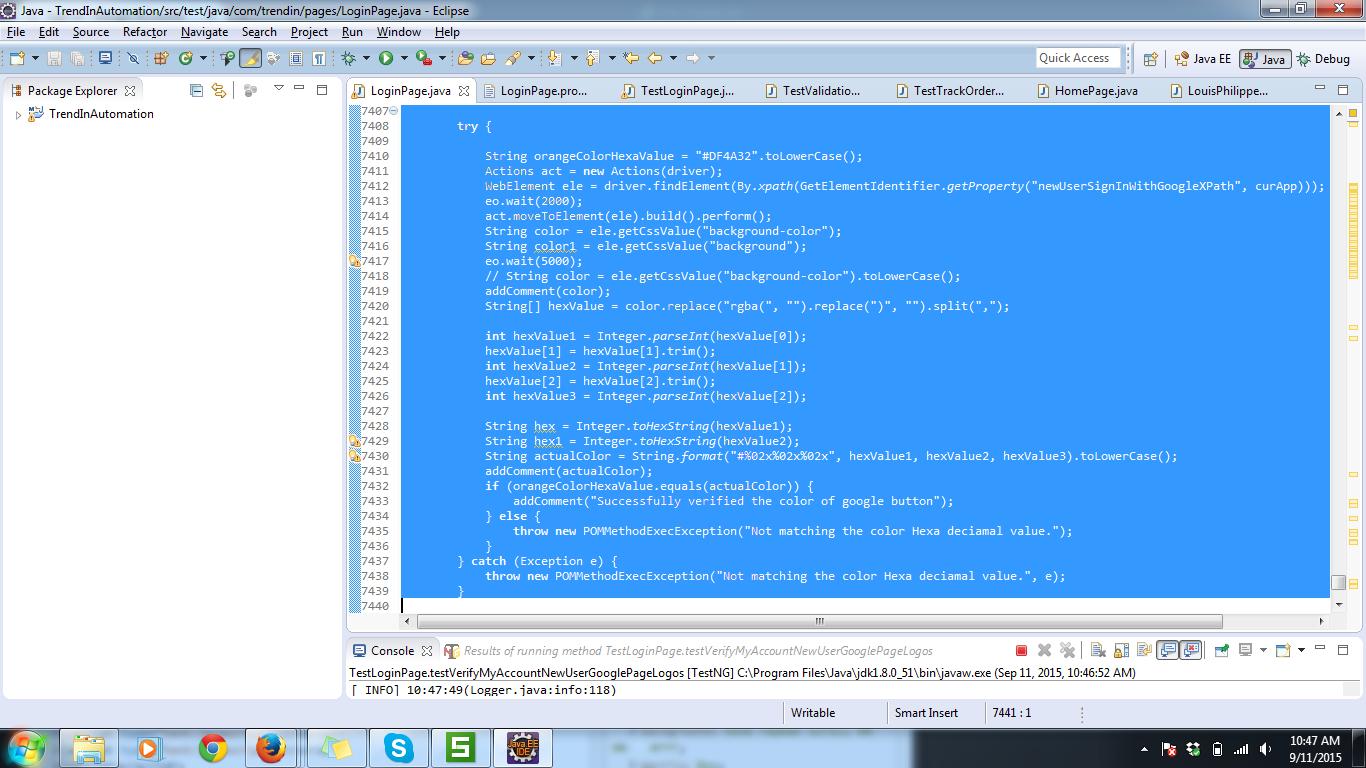 Java - TrendInAutomation/src/test/java/com/trendin/pages/LoginPage.java - Eclipse
File Edit Source Refactor Navigate Search Project Run Window Help
Quick Access Java EE Java Debug
Package Explorer
TrendInAutomation
LoginPage.java LoginPage.pro... TestLoginPage.j... TestValidatio... TestTrackOrder... HomePage.java LouisPhilippe...
7407
7408 try {
7409
7410 String orangeColorHexaValue = "#DF4A32".toLowerCase();
7411 Actions act = new Actions(driver);
7412 WebElement ele = driver.findElement(By.xpath(GetElementIdentifier.getProperty("newUserSignInWithGoogleXPath", curApp)));
7413 eo.wait(2000);
7414 act.moveToElement(ele).build().perform();
7415 String color = ele.getCssValue("background-color");
7416 String color1 = ele.getCssValue("background");
7417 eo.wait(5000);
7418 // String color = ele.getCssValue("background-color").toLowerCase();
7419 addComment(color);
7420 String[] hexValue = color.replace("rgba(", "").replace(")", "").split(",");
7421
7422 int hexValue1 = Integer.parseInt(hexValue[0]);
7423 hexValue[1] = hexValue[1].trim();
7424 int hexValue2 = Integer.parseInt(hexValue[1]);
7425 hexValue[2] = hexValue[2].trim();
7426 int hexValue3 = Integer.parseInt(hexValue[2]);
7427
7428 String hex = Integer.toHexString(hexValue1);
7429 String hex1 = Integer.toHexString(hexValue2);
7430 String actualColor = String.format("#%02x%02x%02x", hexValue1, hexValue2, hexValue3).toLowerCase();
7431 addComment(actualColor);
7432 if (orangeColorHexaValue.equals(actualColor)) {
7433 addComment("Successfully verified the color of google button");
7434 } else {
7435 throw new POMMethodExecException("Not matching the color Hexa deciamal value.");
7436 }
7437 } catch (Exception e) {
7438 throw new POMMethodExecException("Not matching the color Hexa deciamal value.", e);
7439 }
7440
Console Results of running method TestLoginPage.testVerifyMyAccountNewUserGooglePageLogos
TestLoginPage.testVerifyMyAccountNewUserGooglePageLogos [TestNG] C:\Program Files\Java\jdk1.8.0_51\bin\javaw.exe (Sep 11, 2015, 10:46:52 AM)
[ INFO] 10:47:49(Logger.java:info:118)
Writable Smart Insert 7441 : 1
Java EE
IDE
10:47 AM
9/11/2015